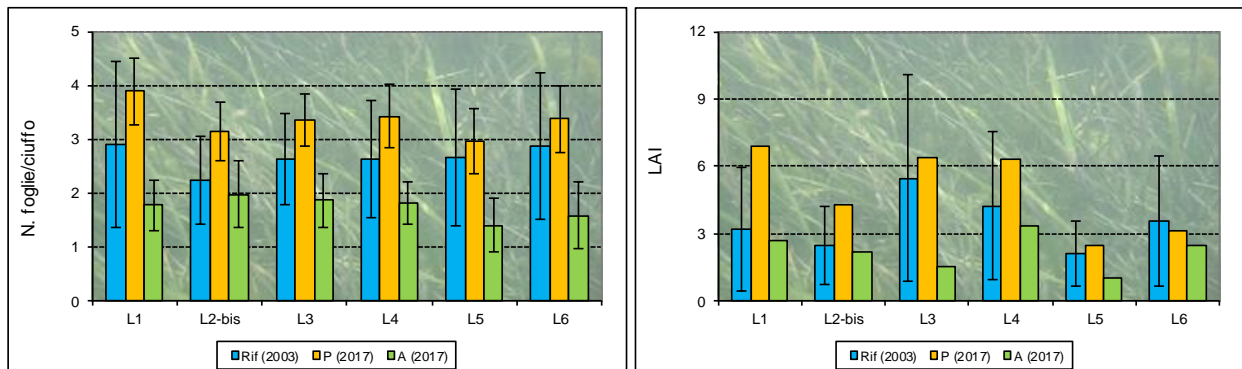 N. foglie/ciuffo
5
4
3
2
1
0
L1 L2-bis L3 L4 L5 L6
Rif (2003) P (2017) A (2017)
LAI
12
9
6
3
0
L1 L2-bis L3 L4 L5 L6
Rif (2003) P (2017) A (2017)